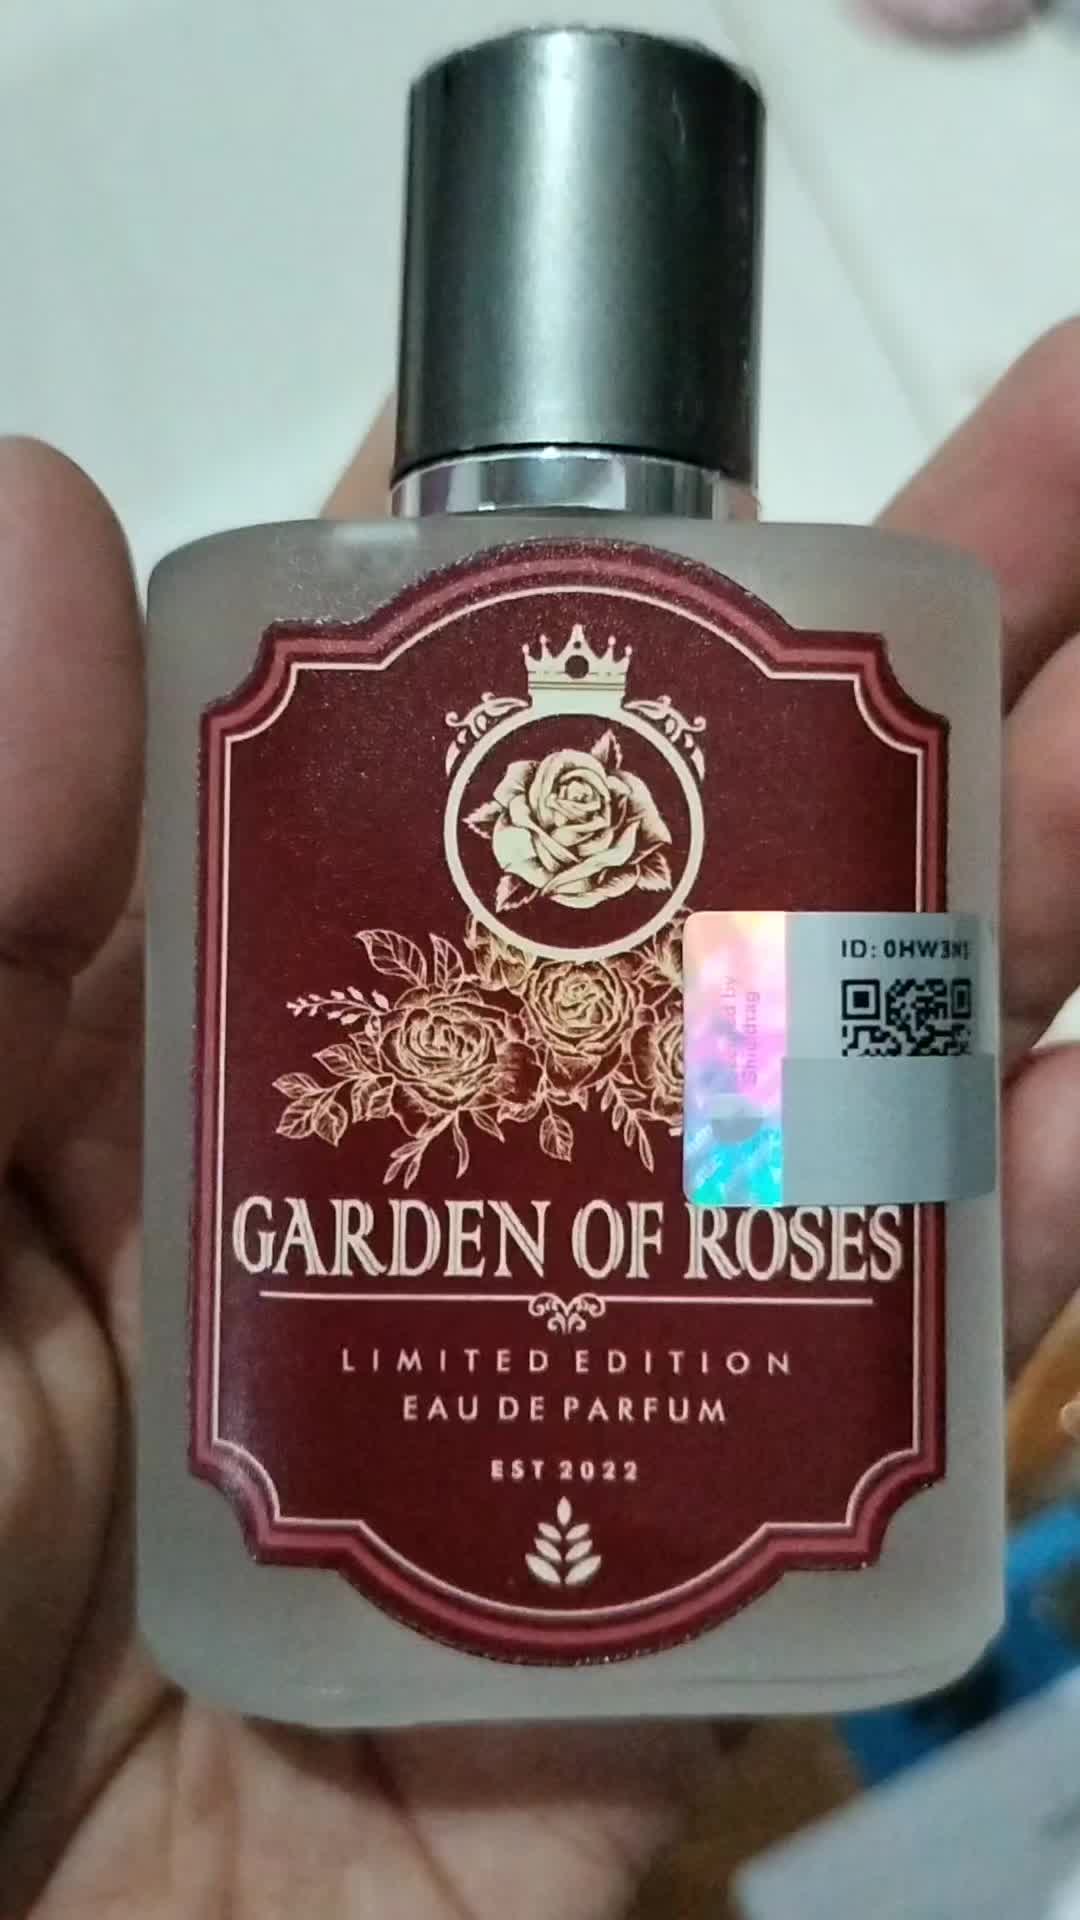 ID: 0HW3N
GARDEN OF ROSES
LIMITED EDITION
EAU DE PARFUM
EST 2022